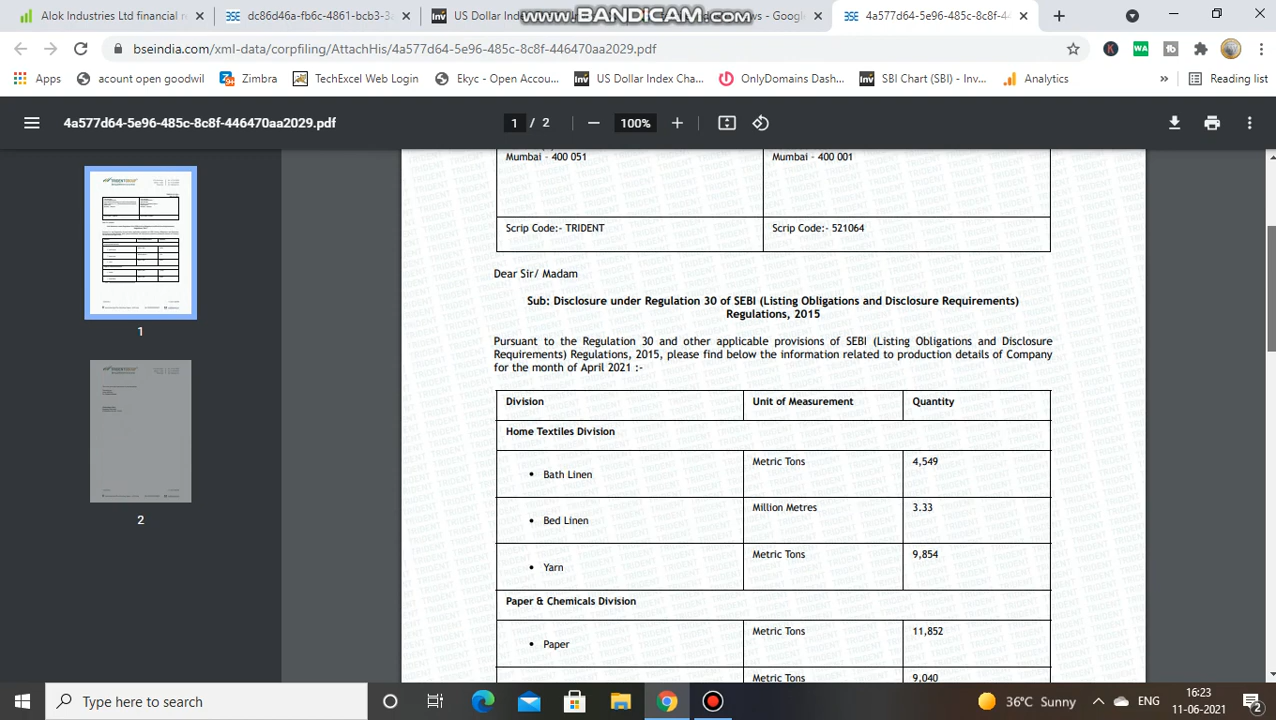 Alok Industries Ltd financial r
dc86d46a-fb6c-4861-6cb3-3
US Dollar Ind
www.BANDICAM.com
ws - Goog
4a577d64-5e96-485c-8c8f-4
bseindia.com/xml-data/corpfiling/AttachHis/4a577d64-5e96-485c-8c8f-446470aa2029.pdf
Apps
acount open goodwil
Zimbra
TechExcel Web Login
Ekyc - Open Accou...
US Dollar Index Cha...
OnlyDomains Dash...
SBI Chart (SBI) - Inv...
Analytics
»
Reading list
4a577d64-5e96-485c-8c8f-446470aa2029.pdf
1 / 2
100%
Mumbai - 400 051
Mumbai - 400 001
Scrip Code:- TRIDENT
Scrip Code:- 521064
Dear Sir/ Madam
Sub: Disclosure under Regulation 30 of SEBI (Listing Obligations and Disclosure Requirements)
Regulations, 2015
Pursuant to the Regulation 30 and other applicable provisions of SEBI (Listing Obligations and Disclosure
Requirements) Regulations, 2015, please find below the information related to production details of Company
for the month of April 2021 :-
Division Unit of Measurement Quantity
Home Textiles Division
• Bath Linen Metric Tons 4,549
• Bed Linen Million Metres 3.33
• Yarn Metric Tons 9,854
Paper & Chemicals Division
• Paper Metric Tons 11,852
Metric Tons 9,040
1
2
Type here to search
36°C Sunny
ENG
16:23
11-06-2021
2